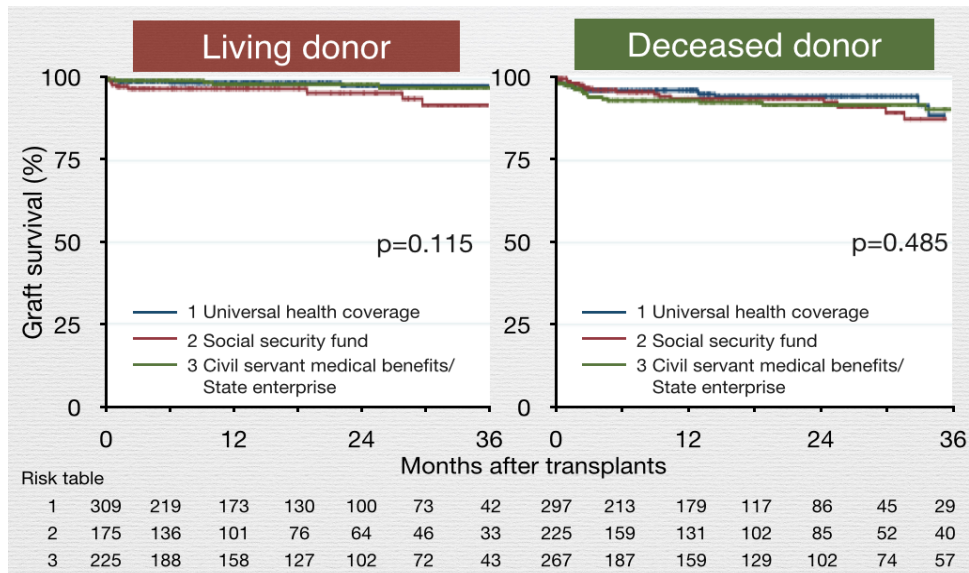 Living donor
Deceased donor
Graft survival (%)
100
75
50
25
0
p=0.115
1 Universal health coverage
2 Social security fund
3 Civil servant medical benefits/
State enterprise
0 12 24 36
100
75
50
25
0
p=0.485
1 Universal health coverage
2 Social security fund
3 Civil servant medical benefits/
State enterprise
0 12 24 36
Months after transplants
Risk table
1 309 219 173 130 100 73 42 297 213 179 117 86 45 29
2 175 136 101 76 64 46 33 225 159 131 102 85 52 40
3 225 188 158 127 102 72 43 267 187 159 129 102 74 57